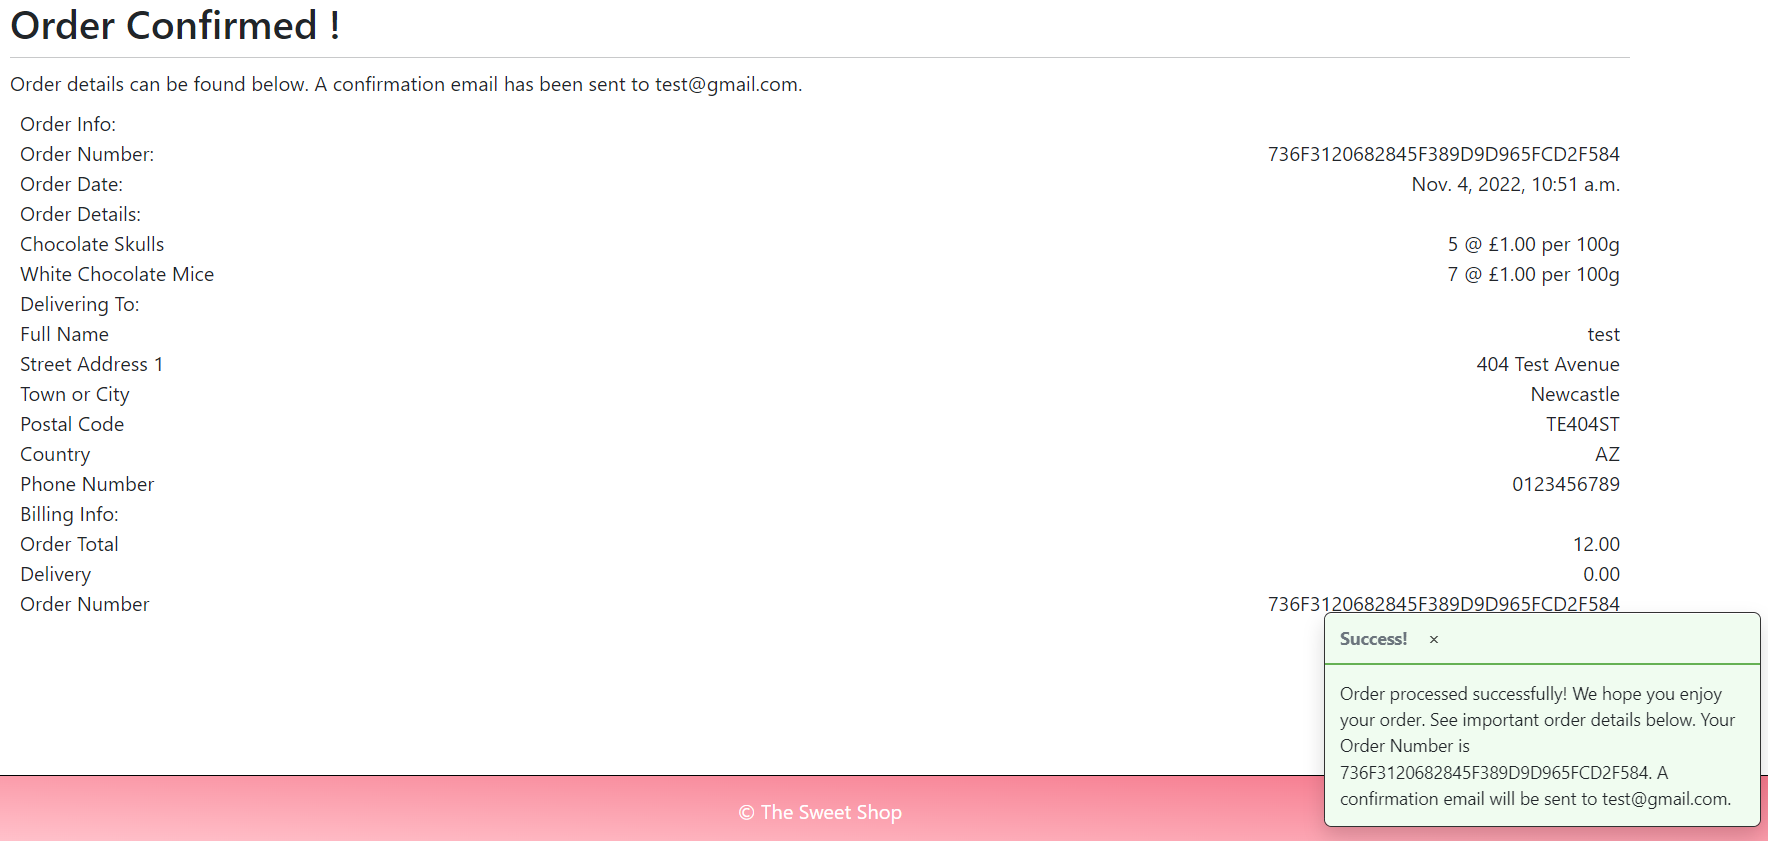 Order Confirmed !
Order details can be found below. A confirmation email has been sent to test@gmail.com.
Order Info:
Order Number: 736F3120682845F389D9D965FCD2F584
Order Date: Nov. 4, 2022, 10:51 a.m.
Order Details:
Chocolate Skulls 5 @ £1.00 per 100g
White Chocolate Mice 7 @ £1.00 per 100g
Delivering To:
Full Name test
Street Address 1 404 Test Avenue
Town or City Newcastle
Postal Code TE404ST
Country AZ
Phone Number 0123456789
Billing Info:
Order Total 12.00
Delivery 0.00
Order Number 736F3120682845F389D9D965FCD2F584
Success! ×
Order processed successfully! We hope you enjoy
your order. See important order details below. Your
Order Number is
736F3120682845F389D9D965FCD2F584. A
confirmation email will be sent to test@gmail.com.
© The Sweet Shop